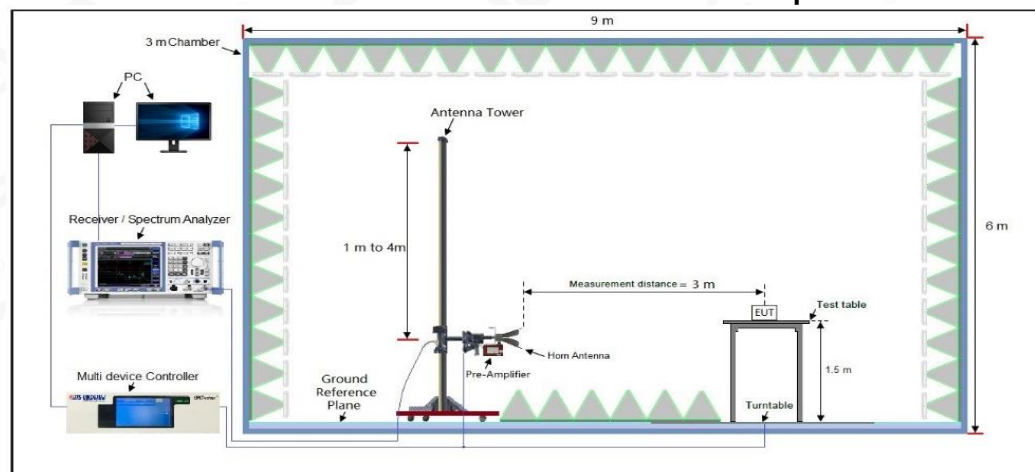 9 m
3 m Chamber
PC
Antenna Tower
Receiver / Spectrum Analyzer
1 m to 4m
6 m
Measurement distance = 3 m
EUT
Test table
Horn Antenna
Pre-Amplifier
1.5 m
Multi device Controller
Ground
Reference
Plane
Turntable